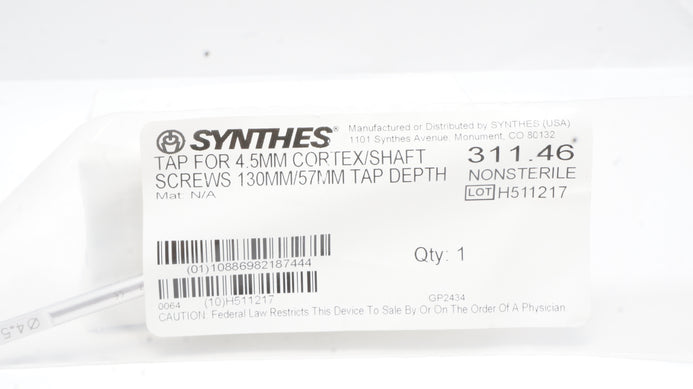 SYNTHES® Manufactured or Distributed by SYNTHES (USA)
1101 Synthes Avenue, Monument, CO 80132
TAP FOR 4.5MM CORTEX/SHAFT 311.46
SCREWS 130MM/57MM TAP DEPTH NONSTERILE
Mat. N/A LOT H511217
(01)10886982187444
Qty: 1
0064 (10)H511217 GP2434
CAUTION: Federal Law Restricts This Device To Sale By Or On The Order Of A Physician.
Ø4.5